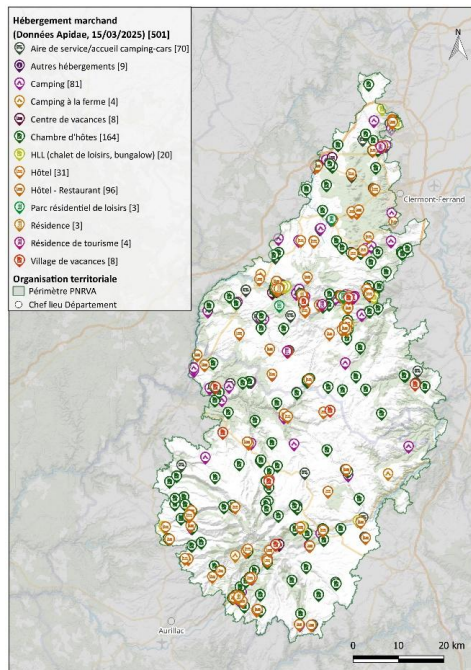 Hébergement marchand
(Données Apidae, 15/03/2025) [501]
Aire de service/accueil camping-cars [70]
Autres hébergements [9]
Camping [81]
Camping à la ferme [4]
Centre de vacances [8]
Chambre d'hôtes [164]
HLL (chalet de loisirs, bungalow) [20]
Hôtel [31]
Hôtel - Restaurant [96]
Parc résidentiel de loisirs [3]
Résidence [3]
Résidence de tourisme [4]
Village de vacances [8]
Organisation territoriale
Périmètre PNRVA
Chef lieu Département
N
Clermont-Ferrand
Aurillac
0 10 20 km